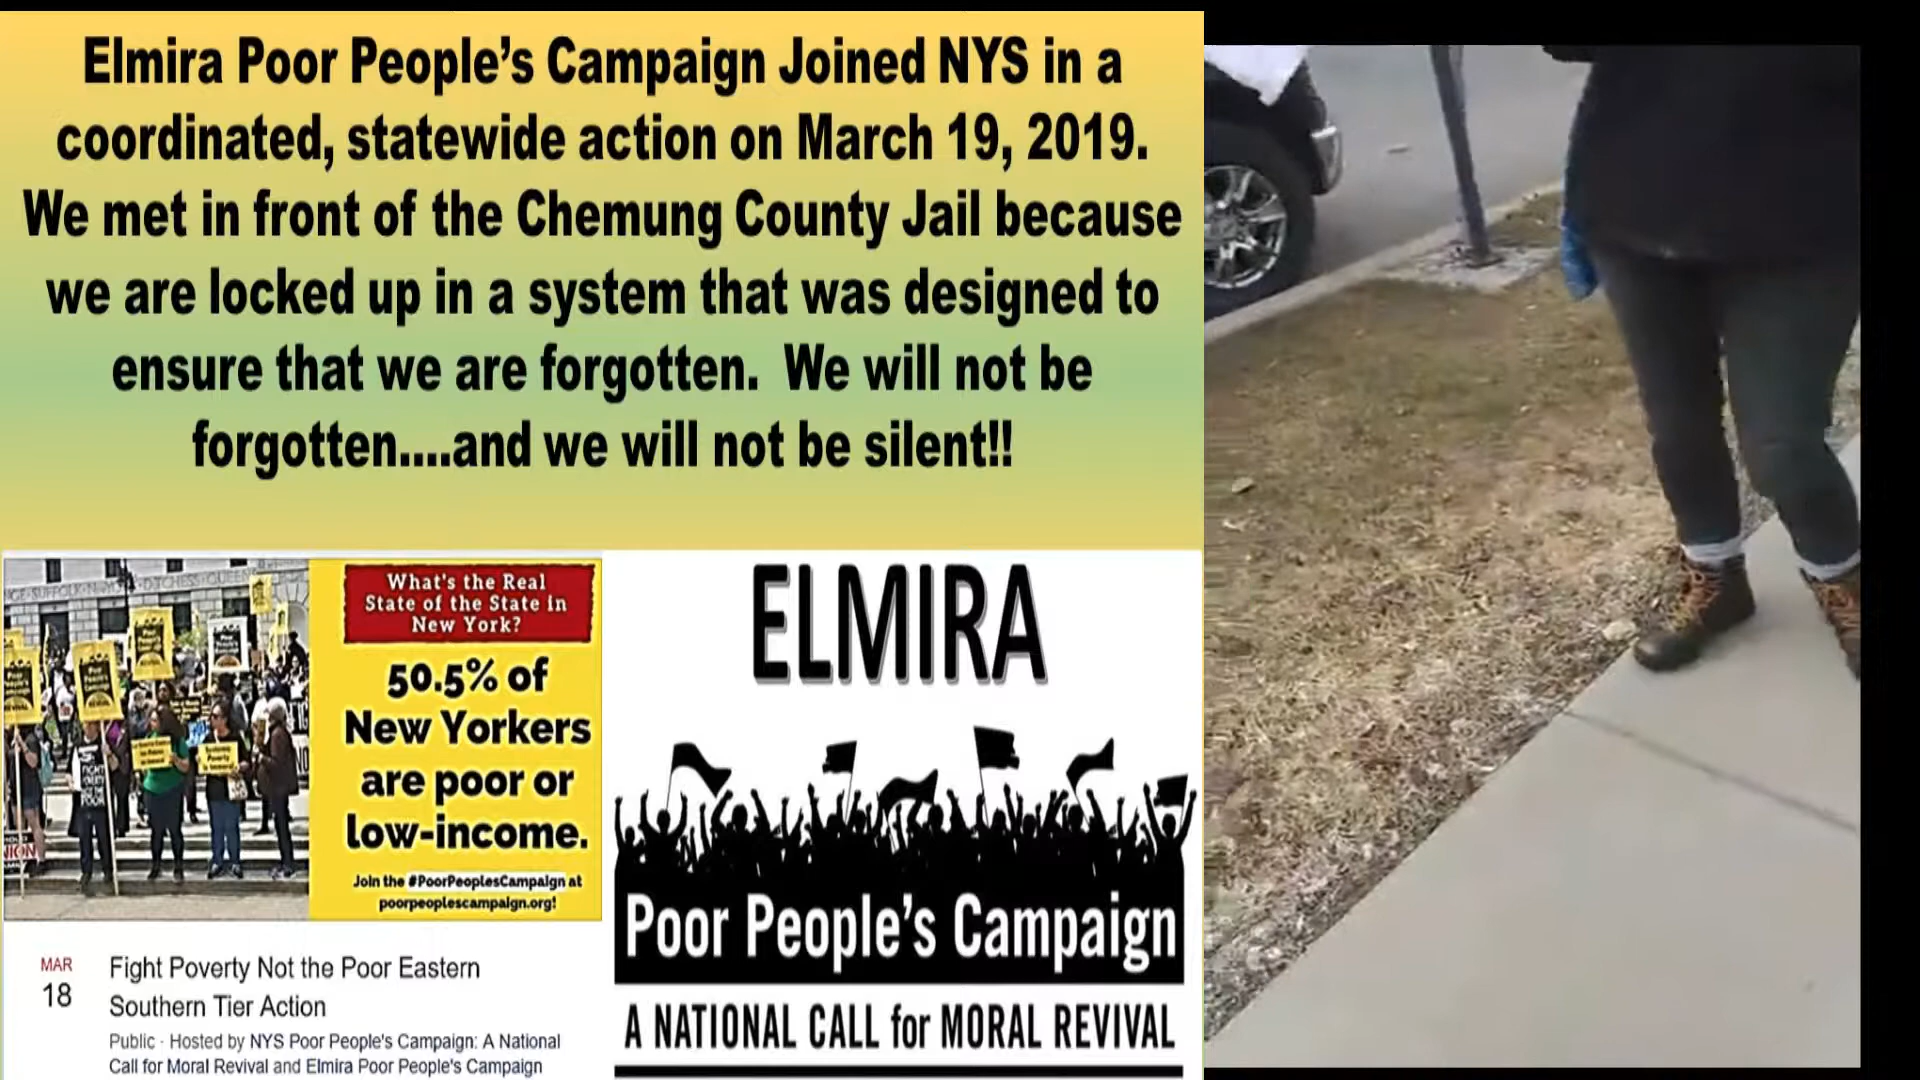 Elmira Poor People's Campaign Joined NYS in a
coordinated, statewide action on March 19, 2019.
We met in front of the Chemung County Jail because
we are locked up in a system that was designed to
ensure that we are forgotten.  We will not be
forgotten....and we will not be silent!!
What's the Real
State of the State in
New York?
50.5% of
New Yorkers
are poor or
low-income.
Join the #PoorPeoplesCampaign at
poorpeoplescampaign.org!
MAR
18
Fight Poverty Not the Poor Eastern
Southern Tier Action
Public · Hosted by NYS Poor People's Campaign: A National
Call for Moral Revival and Elmira Poor People's Campaign
ELMIRA
Poor People's Campaign
A NATIONAL CALL for MORAL REVIVAL